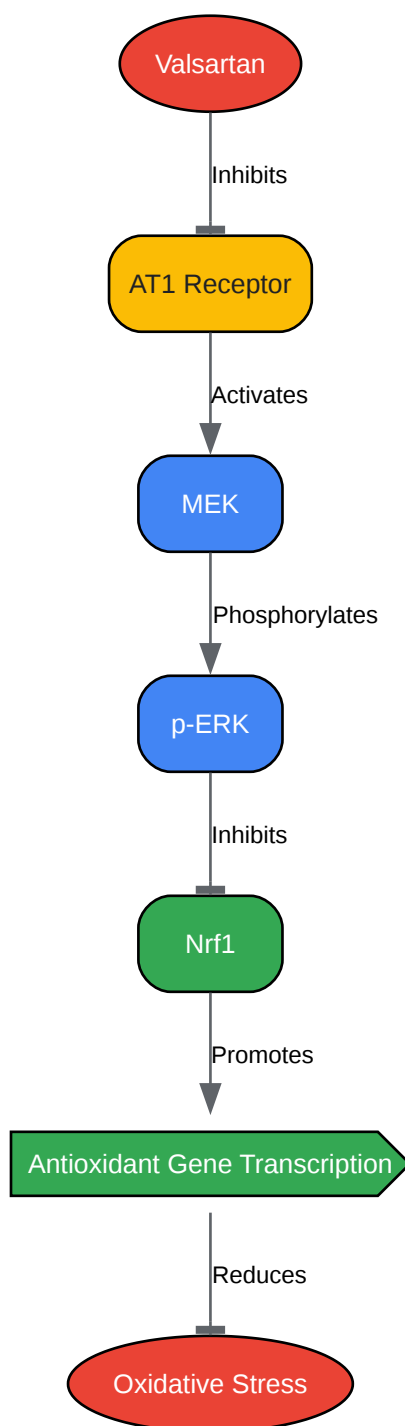 Valsartan
Inhibits
AT1 Receptor
Activates
MEK
Phosphorylates
p-ERK
Inhibits
Nrf1
Promotes
Antioxidant Gene Transcription
Reduces
Oxidative Stress